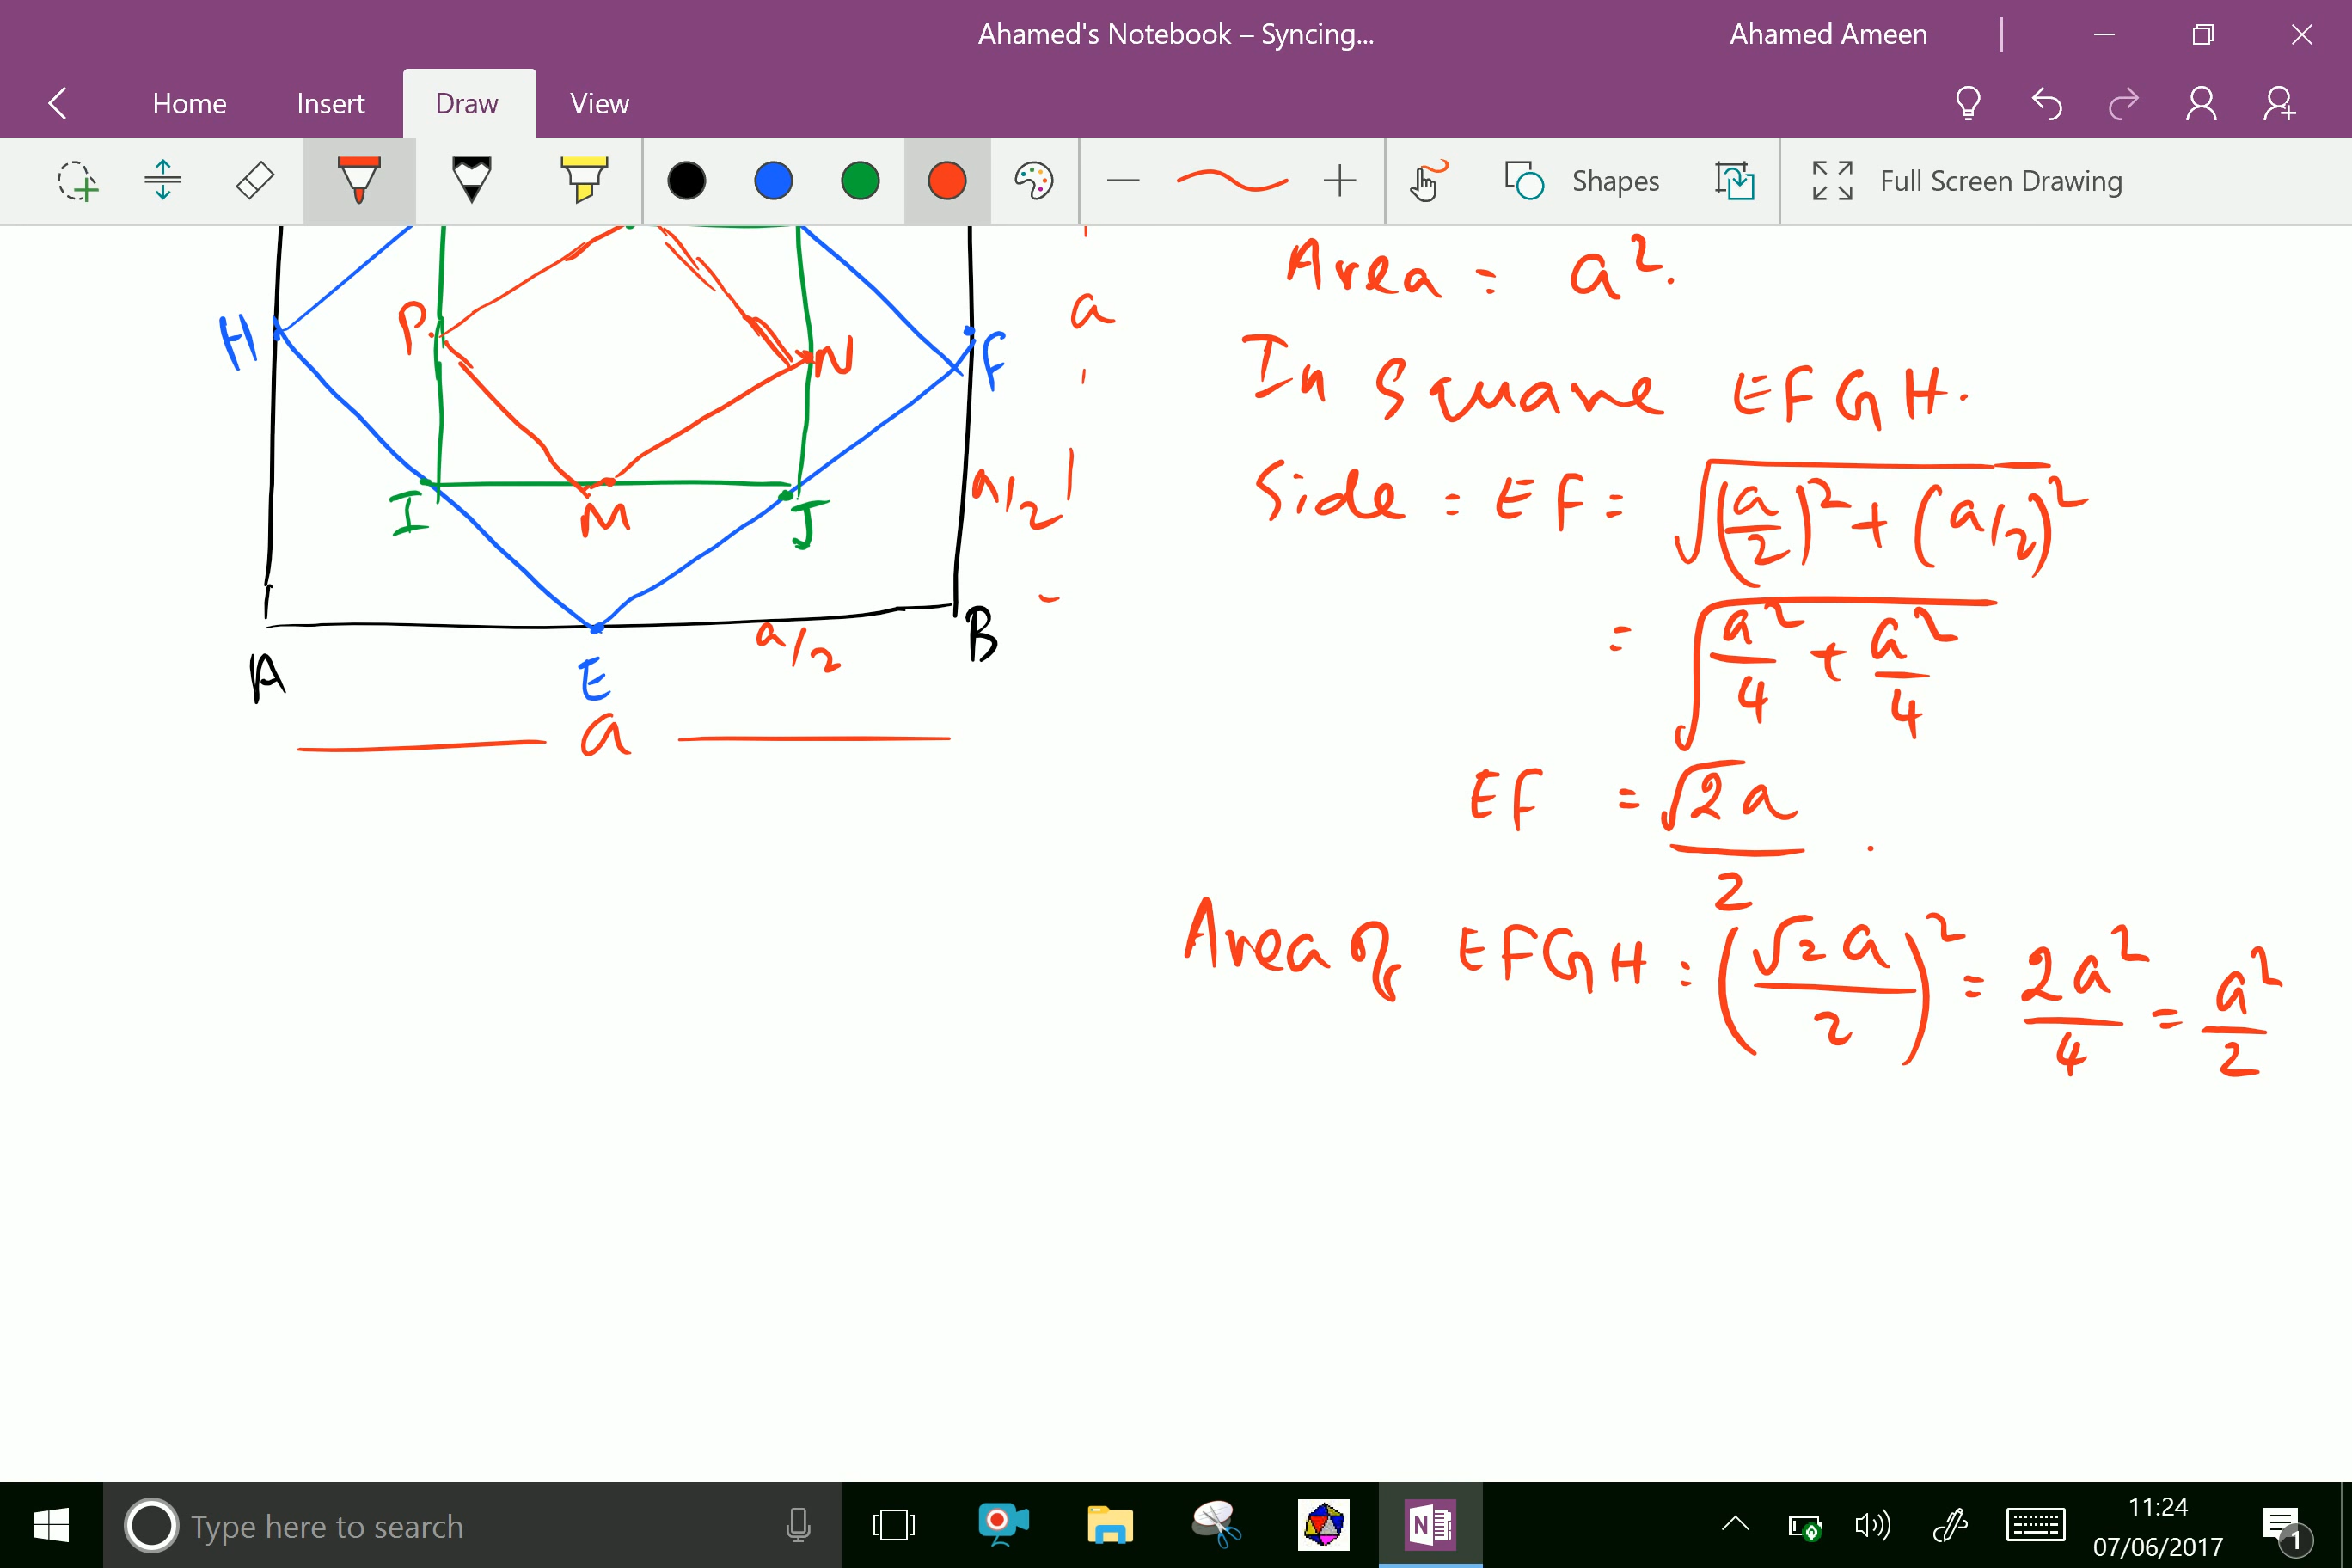 Ahamed's Notebook – Syncing...
Ahamed Ameen
Home
Insert
Draw
View
Shapes
Full Screen Drawing
H
P
N
F
I
M
J
A
E
B
a
a/2
a/2
a
Area = a².
In Square EFGH.
Side = EF = √((a/2)² + (a/2)²)
= √(a²/4 + a²/4)
EF = √2a/2.
Area of EFGH = (√2a/2)² = 2a²/4 = a²/2
Type here to search
N
11:24
07/06/2017
1